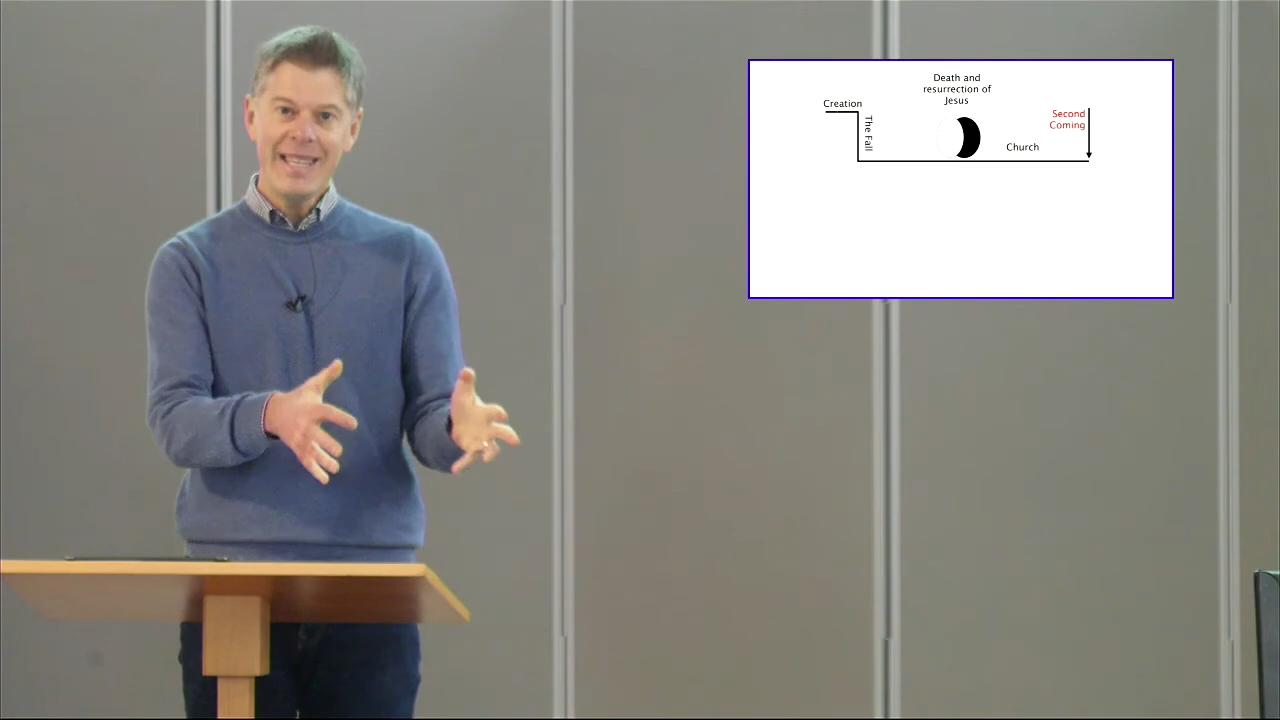 Death and
resurrection of
Jesus
Creation
The Fall
Second
Coming
Church